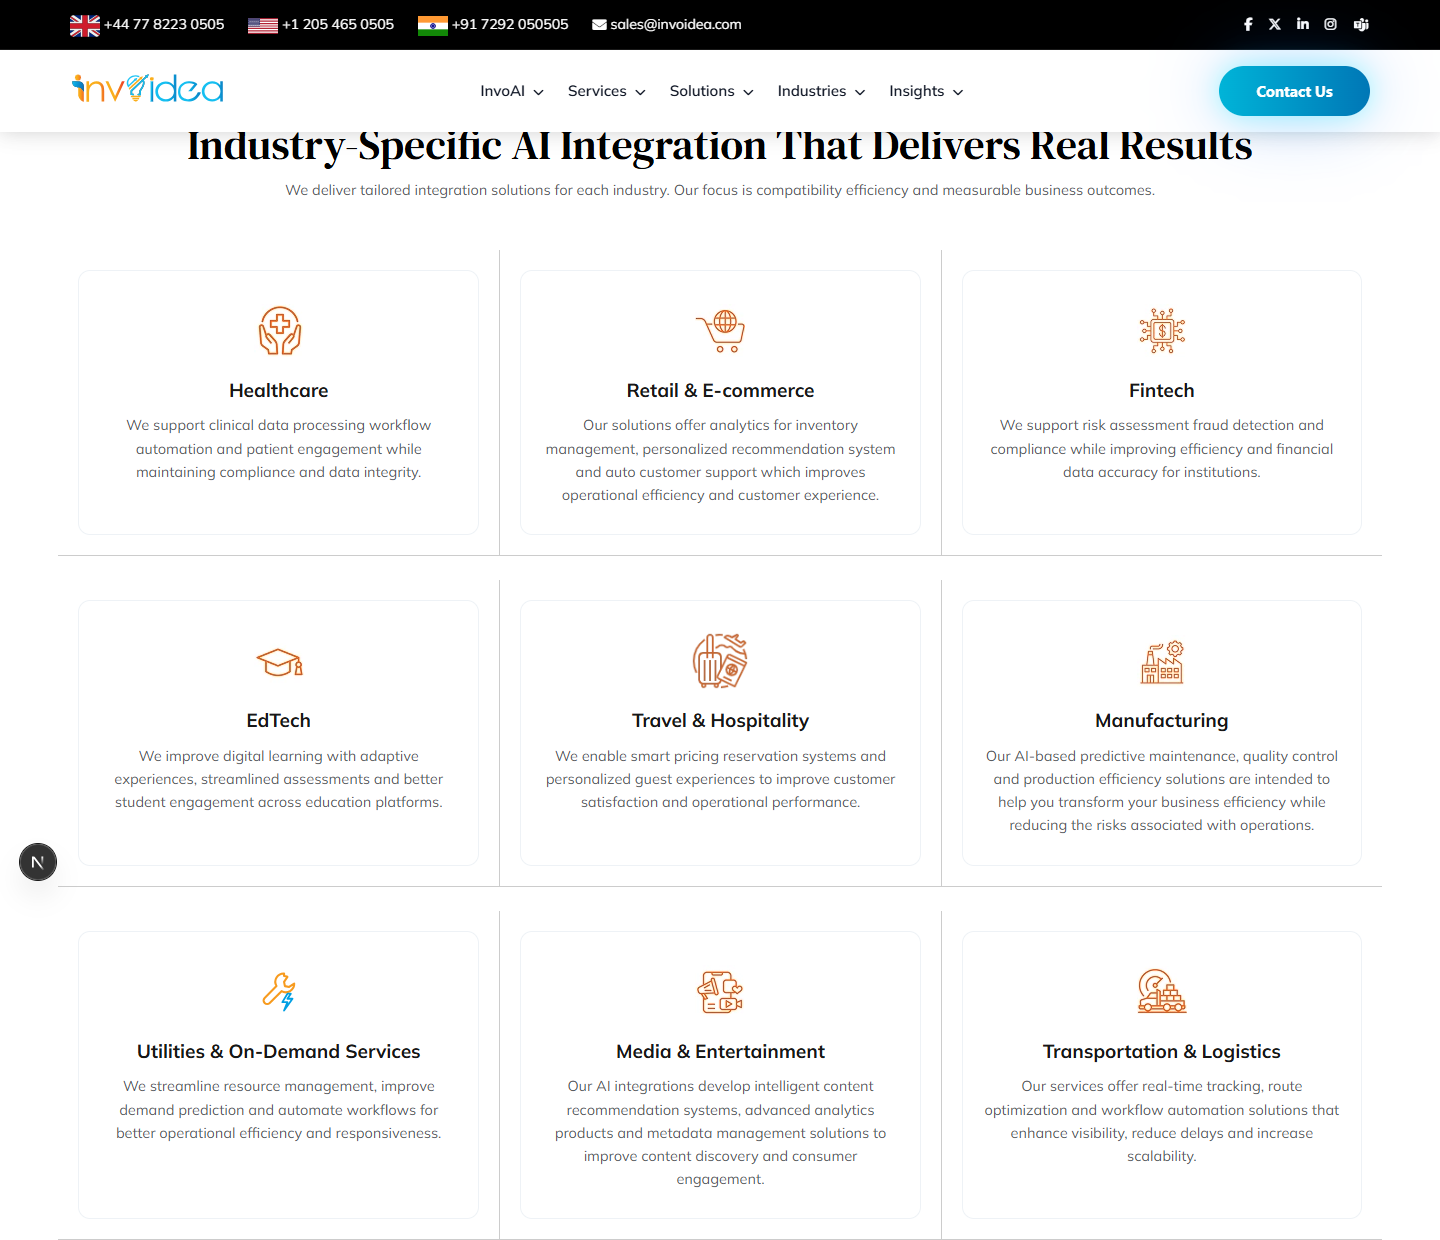 +44 77 8223 0505 +1 205 465 0505 +91 7292 050505 sales@invoidea.com
invoidea InvoAI Services Solutions Industries Insights Contact Us
Industry-Specific AI Integration That Delivers Real Results
We deliver tailored integration solutions for each industry. Our focus is compatibility efficiency and measurable business outcomes.
Healthcare
We support clinical data processing workflow
automation and patient engagement while
maintaining compliance and data integrity.
Retail & E-commerce
Our solutions offer analytics for inventory
management, personalized recommendation system
and auto customer support which improves
operational efficiency and customer experience.
Fintech
We support risk assessment fraud detection and
compliance while improving efficiency and financial
data accuracy for institutions.
EdTech
We improve digital learning with adaptive
experiences, streamlined assessments and better
student engagement across education platforms.
Travel & Hospitality
We enable smart pricing reservation systems and
personalized guest experiences to improve customer
satisfaction and operational performance.
Manufacturing
Our AI-based predictive maintenance, quality control
and production efficiency solutions are intended to
help you transform your business efficiency while
reducing the risks associated with operations.
N
Utilities & On-Demand Services
We streamline resource management, improve
demand prediction and automate workflows for
better operational efficiency and responsiveness.
Media & Entertainment
Our AI integrations develop intelligent content
recommendation systems, advanced analytics
products and metadata management solutions to
improve content discovery and consumer
engagement.
Transportation & Logistics
Our services offer real-time tracking, route
optimization and workflow automation solutions that
enhance visibility, reduce delays and increase
scalability.